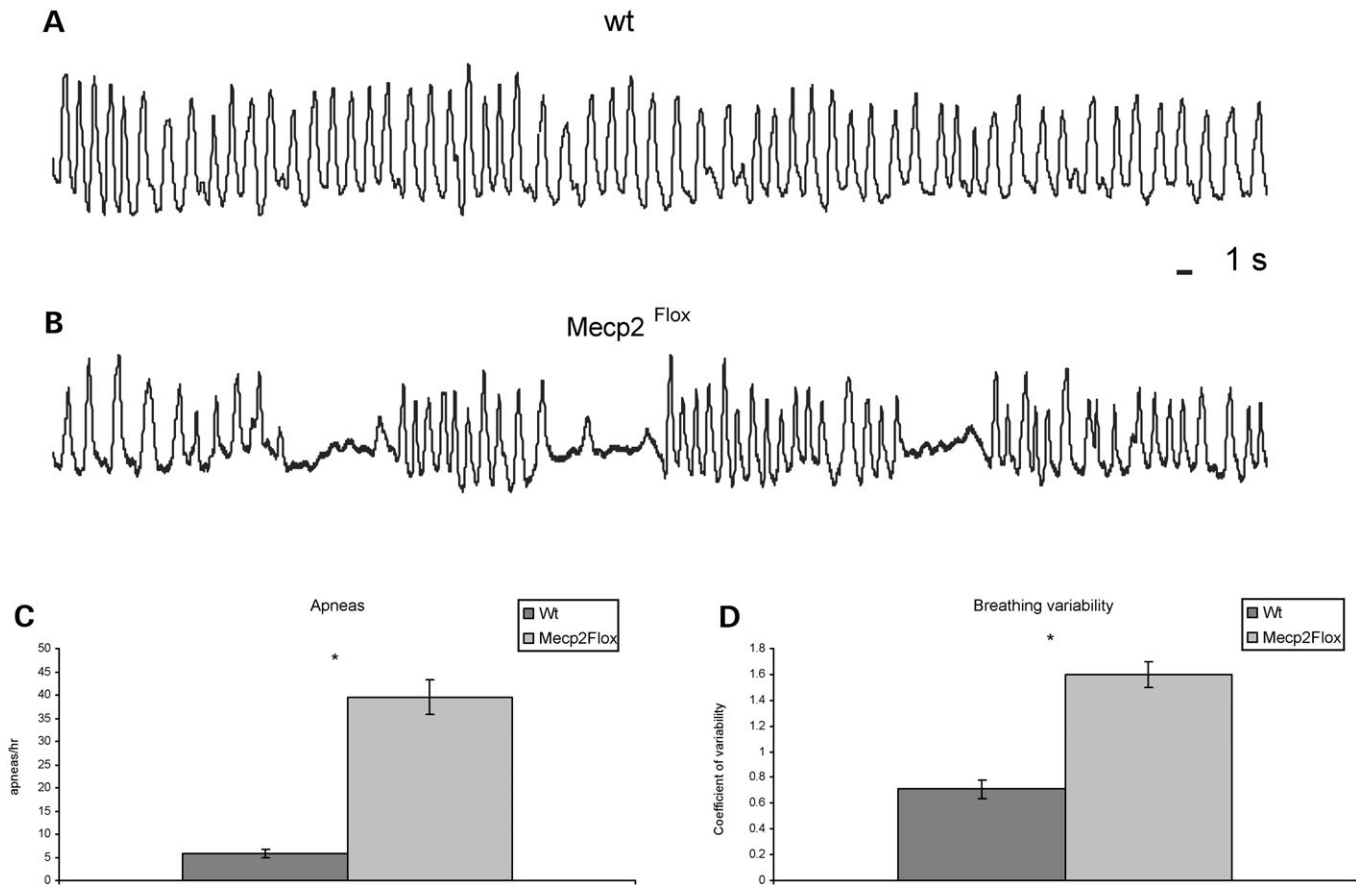 A
wt
1 s
B
Mecp2 Flox
C
Apneas
Wt
Mecp2Flox
apneas/hr
50
45
40
35
30
25
20
15
10
5
0
*
D
Breathing variability
Wt
Mecp2Flox
Coefficient of variability
1.8
1.6
1.4
1.2
1
0.8
0.6
0.4
0.2
0
*